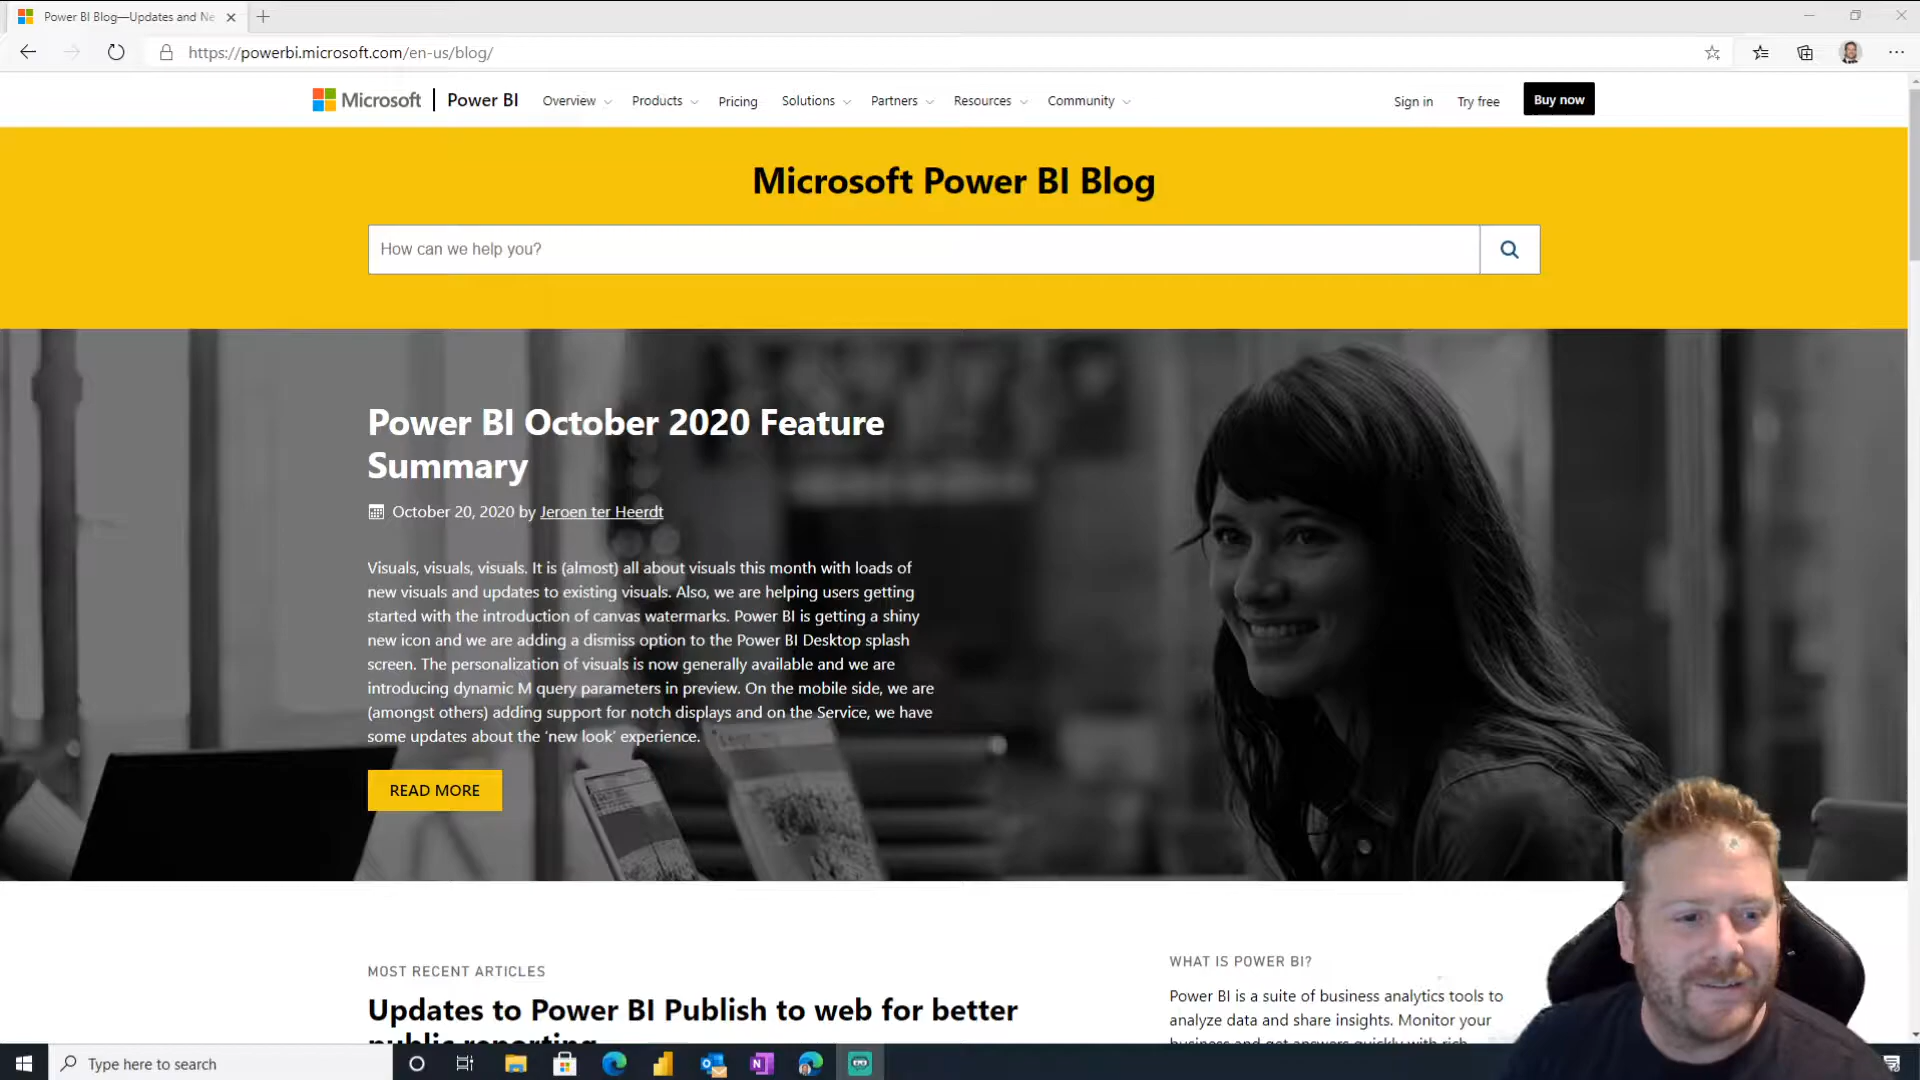 Power BI Blog—Updates and Ne
https://powerbi.microsoft.com/en-us/blog/
Microsoft Power BI Overview Products Pricing Solutions Partners Resources Community Sign in Try free Buy now
Microsoft Power BI Blog
How can we help you?
Power BI October 2020 Feature
Summary
October 20, 2020 by Jeroen ter Heerdt
Visuals, visuals, visuals. It is (almost) all about visuals this month with loads of
new visuals and updates to existing visuals. Also, we are helping users getting
started with the introduction of canvas watermarks. Power BI is getting a shiny
new icon and we are adding a dismiss option to the Power BI Desktop splash
screen. The personalization of visuals is now generally available and we are
introducing dynamic M query parameters in preview. On the mobile side, we are
(amongst others) adding support for notch displays and on the Service, we have
some updates about the ‘new look’ experience.
READ MORE
MOST RECENT ARTICLES
Updates to Power BI Publish to web for better
public reporting
WHAT IS POWER BI?
Power BI is a suite of business analytics tools to
analyze data and share insights. Monitor your
business and get answers quickly with rich
Type here to search